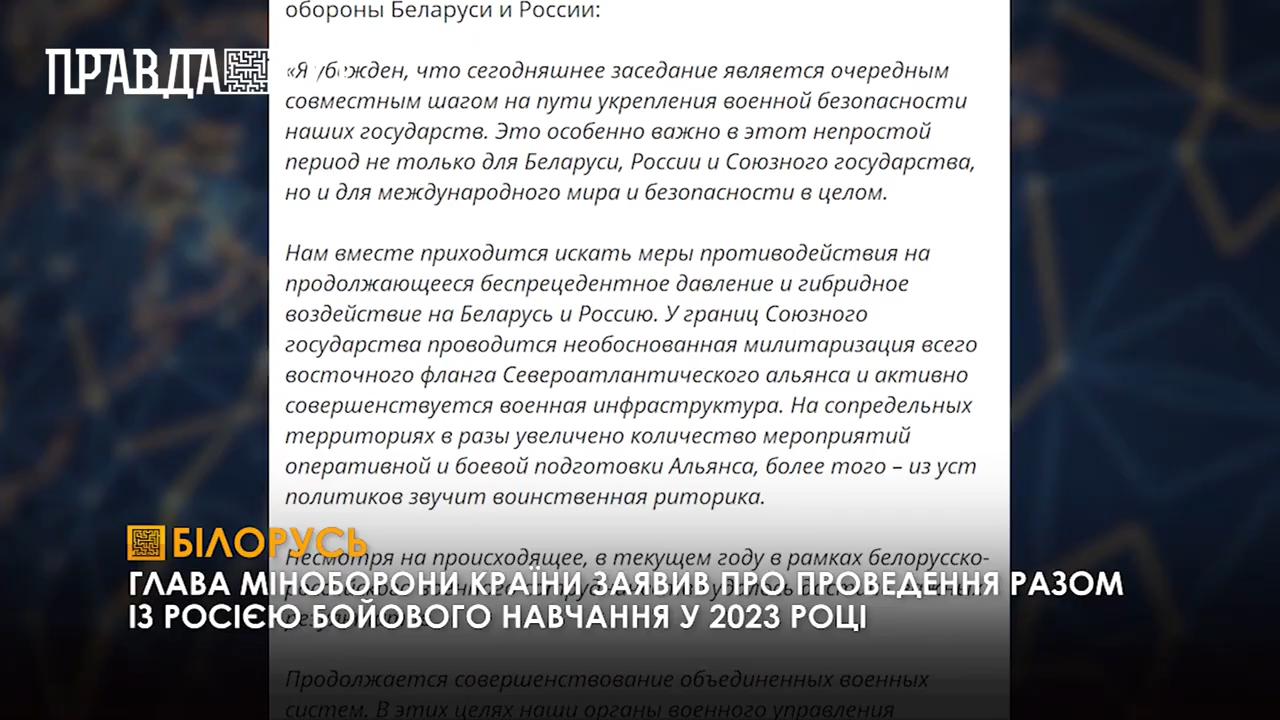 обороны Беларуси и России:
ПРАВДА
«Я убежден, что сегодняшнее заседание является очередным
совместным шагом на пути укрепления военной безопасности
наших государств. Это особенно важно в этот непростой
период не только для Беларуси, России и Союзного государства,
но и для международного мира и безопасности в целом.
Нам вместе приходится искать меры противодействия на
продолжающееся беспрецедентное давление и гибридное
воздействие на Беларусь и Россию. У границ Союзного
государства проводится необоснованная милитаризация всего
восточного фланга Североатлантического альянса и активно
совершенствуется военная инфраструктура. На сопредельных
территориях в разы увеличено количество мероприятий
оперативной и боевой подготовки Альянса, более того – из уст
политиков звучит воинственная риторика.
БІЛОРУСЬ
Несмотря на происходящее, в текущем году в рамках белорусско-
ГЛАВА МІНОБОРОНИ КРАЇНИ ЗАЯВИВ ПРО ПРОВЕДЕННЯ РАЗОМ
ІЗ РОСІЄЮ БОЙОВОГО НАВЧАННЯ У 2023 РОЦІ
Продолжается совершенствование объединенных военных
систем. В этих целях наши органы военного управления